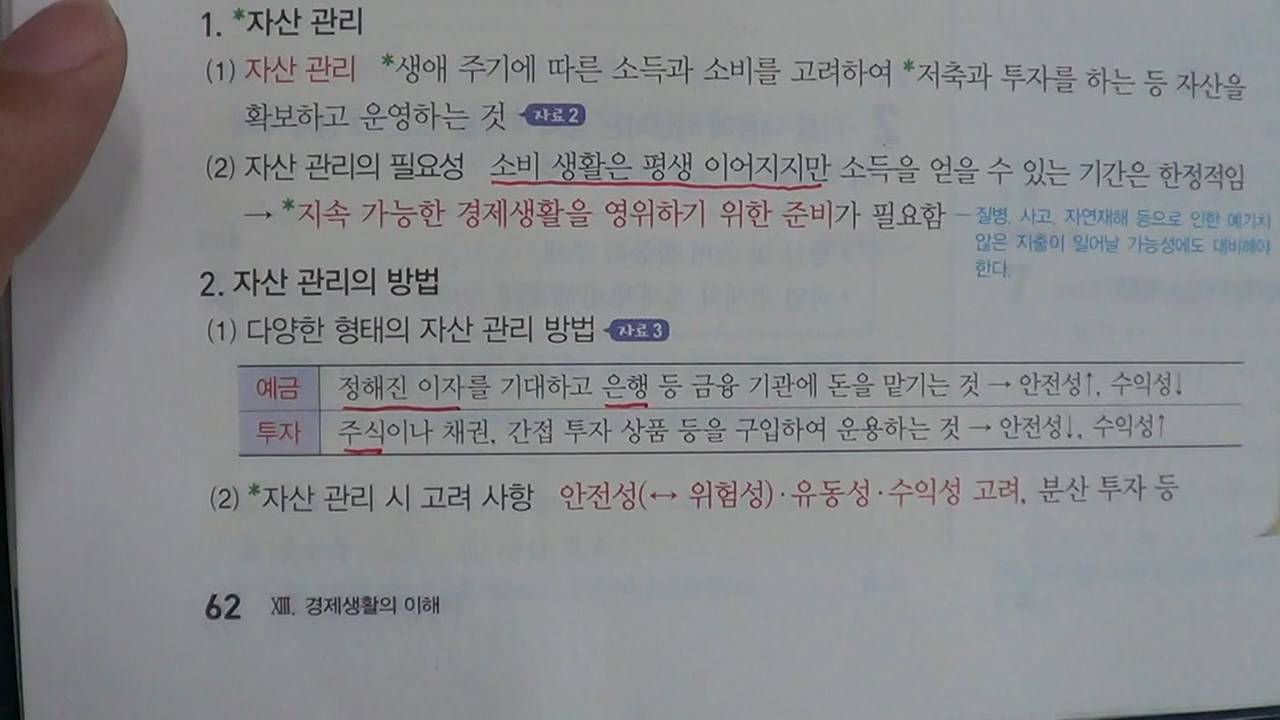 1. *자산 관리
(1) 자산 관리 *생애 주기에 따른 소득과 소비를 고려하여 *저축과 투자를 하는 등 자산을
확보하고 운영하는 것 자료2
(2) 자산 관리의 필요성 소비 생활은 평생 이어지지만 소득을 얻을 수 있는 기간은 한정적임
→ *지속 가능한 경제생활을 영위하기 위한 준비가 필요함
질병, 사고, 자연재해 등으로 인한 예기치
않은 지출이 일어날 가능성에도 대비해야
한다.
2. 자산 관리의 방법
(1) 다양한 형태의 자산 관리 방법 자료3
예금 정해진 이자를 기대하고 은행 등 금융 기관에 돈을 맡기는 것 → 안전성↑, 수익성↓
투자 주식이나 채권, 간접 투자 상품 등을 구입하여 운용하는 것 → 안전성↓, 수익성↑
(2) *자산 관리 시 고려 사항 안전성(↔ 위험성)·유동성·수익성 고려, 분산 투자 등
62 XIII. 경제생활의 이해